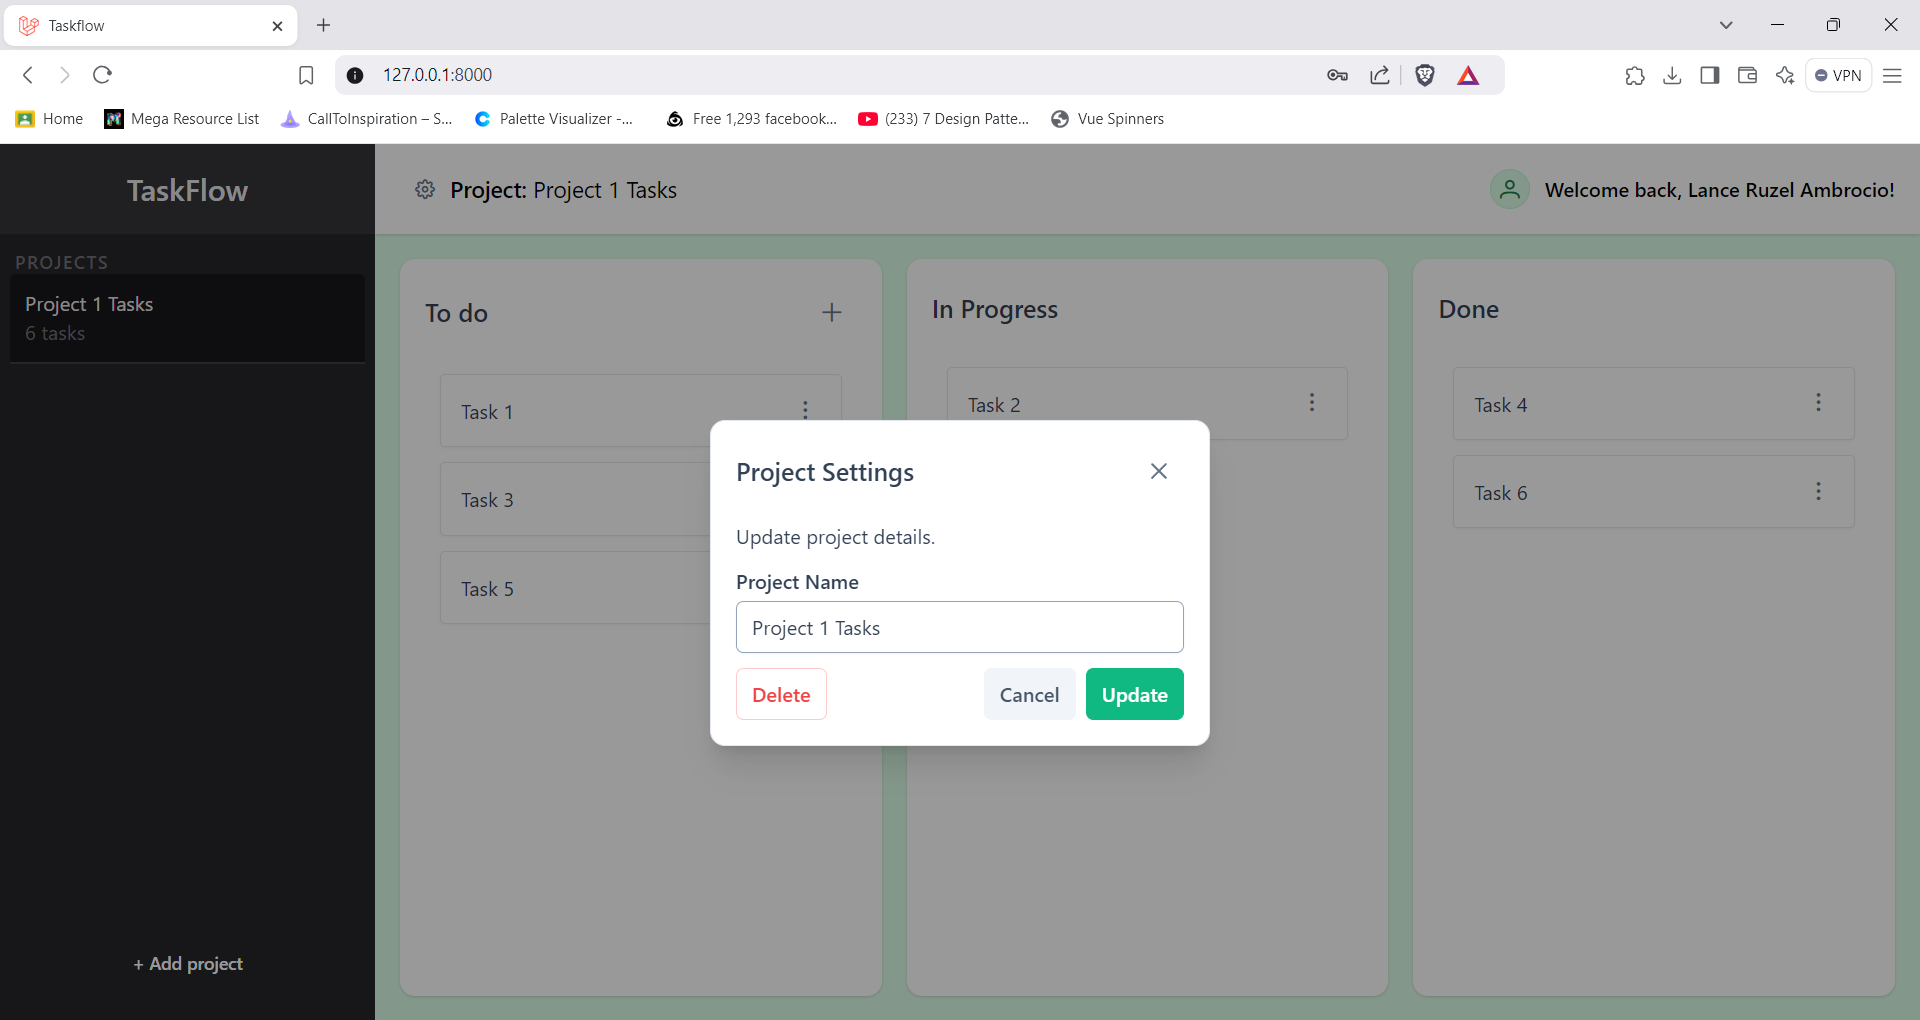 Taskflow
127.0.0.1:8000
VPN
Home
Mega Resource List
CallToInspiration – S...
Palette Visualizer -...
Free 1,293 facebook...
(233) 7 Design Patte...
Vue Spinners
TaskFlow
Project: Project 1 Tasks
Welcome back, Lance Ruzel Ambrocio!
PROJECTS
Project 1 Tasks
6 tasks
+ Add project
To do
Task 1
Task 3
Task 5
In Progress
Task 2
Done
Task 4
Task 6
Project Settings
Update project details.
Project Name
Project 1 Tasks
Delete
Cancel
Update